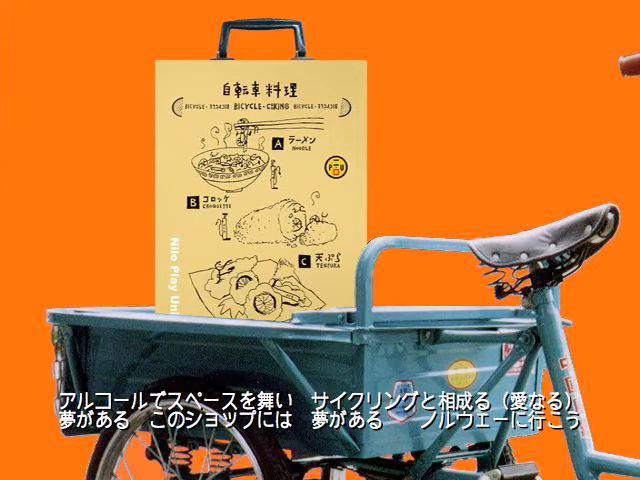 自転車料理
BICYCLE・COKING
A ラーメン
NOODLE
B コロッケ
CROQUETTE
C 天ぷら
TEMPURA
Niio Play Uni
アルコールでスペースを舞い サイクリングと相成る（愛なる）
夢がある このショップには 夢がある ノルウェーに行こう